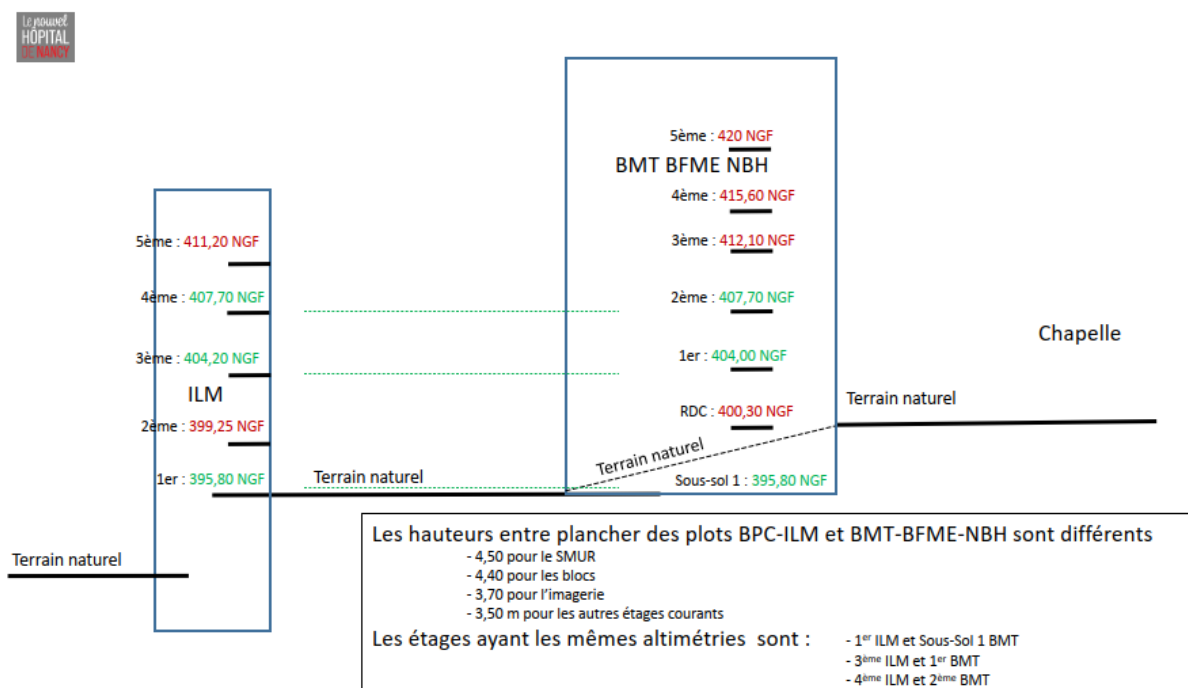 Le nouvel
HÔPITAL
DE NANCY
5ème : 420 NGF
BMT BFME NBH
4ème : 415,60 NGF
3ème : 412,10 NGF
2ème : 407,70 NGF
1er : 404,00 NGF
RDC : 400,30 NGF
Terrain naturel
Sous-sol 1 : 395,80 NGF
5ème : 411,20 NGF
4ème : 407,70 NGF
3ème : 404,20 NGF
ILM
2ème : 399,25 NGF
1er : 395,80 NGF
Terrain naturel
Terrain naturel
Chapelle
Terrain naturel
Les hauteurs entre plancher des plots BPC-ILM et BMT-BFME-NBH sont différents
- 4,50 pour le SMUR
- 4,40 pour les blocs
- 3,70 pour l'imagerie
- 3,50 m pour les autres étages courants
Les étages ayant les mêmes altimétries sont :
- 1er ILM et Sous-Sol 1 BMT
- 3ème ILM et 1er BMT
- 4ème ILM et 2ème BMT